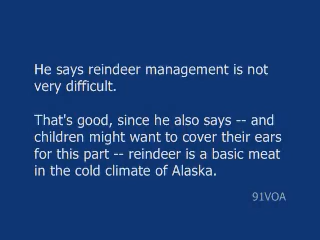 He says reindeer management is not
very difficult.
That's good, since he also says -- and
children might want to cover their ears
for this part -- reindeer is a basic meat
in the cold climate of Alaska.
91VOA